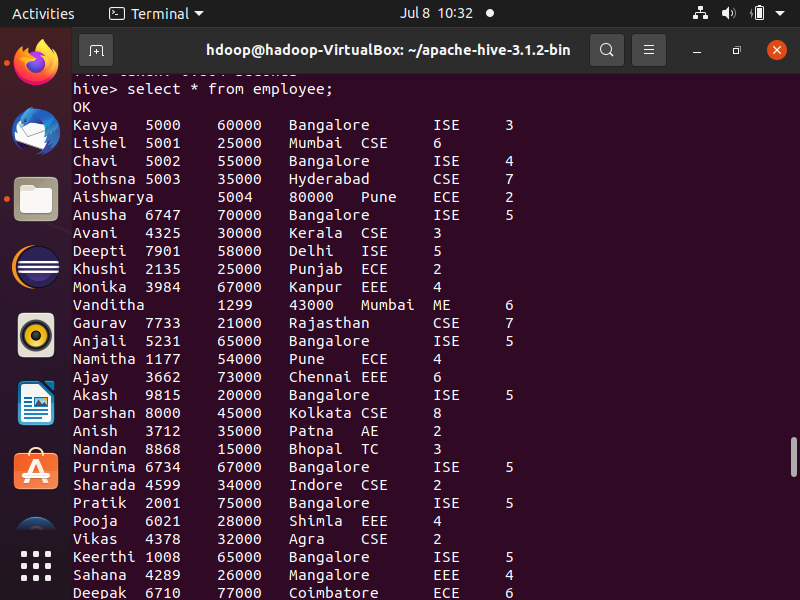 Activities Terminal Jul 8 10:32
hdoop@hadoop-VirtualBox: ~/apache-hive-3.1.2-bin
hive> select * from employee;
OK
Kavya 5000 60000 Bangalore ISE 3
Lishel 5001 25000 Mumbai CSE 6
Chavi 5002 55000 Bangalore ISE 4
Jothsna 5003 35000 Hyderabad CSE 7
Aishwarya 5004 80000 Pune ECE 2
Anusha 6747 70000 Bangalore ISE 5
Avani 4325 30000 Kerala CSE 3
Deepti 7901 58000 Delhi ISE 5
Khushi 2135 25000 Punjab ECE 2
Monika 3984 67000 Kanpur EEE 4
Vanditha 1299 43000 Mumbai ME 6
Gaurav 7733 21000 Rajasthan CSE 7
Anjali 5231 65000 Bangalore ISE 5
Namitha 1177 54000 Pune ECE 4
Ajay 3662 73000 Chennai EEE 6
Akash 9815 20000 Bangalore ISE 5
Darshan 8000 45000 Kolkata CSE 8
Anish 3712 35000 Patna AE 2
Nandan 8868 15000 Bhopal TC 3
Purnima 6734 67000 Bangalore ISE 5
Sharada 4599 34000 Indore CSE 2
Pratik 2001 75000 Bangalore ISE 5
Pooja 6021 28000 Shimla EEE 4
Vikas 4378 32000 Agra CSE 2
Keerthi 1008 65000 Bangalore ISE 5
Sahana 4289 26000 Mangalore EEE 4
Deepak 6710 77000 Coimbatore ECE 6